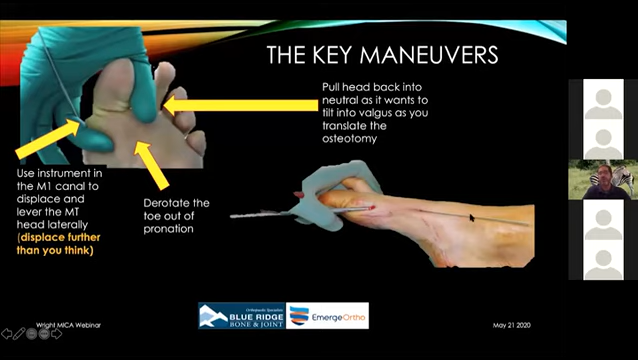 THE KEY MANEUVERS
Pull head back into
neutral as it wants to
tilt into valgus as you
translate the
osteotomy
Use instrument in
the M1 canal to
displace and
lever the MT
head laterally
(displace further
than you think)
Derotate the
toe out of
pronation
Orthopaedic Specialists
BLUE RIDGE
BONE & JOINT
EmergeOrtho
Wright MICA Webinar
May 21 2020